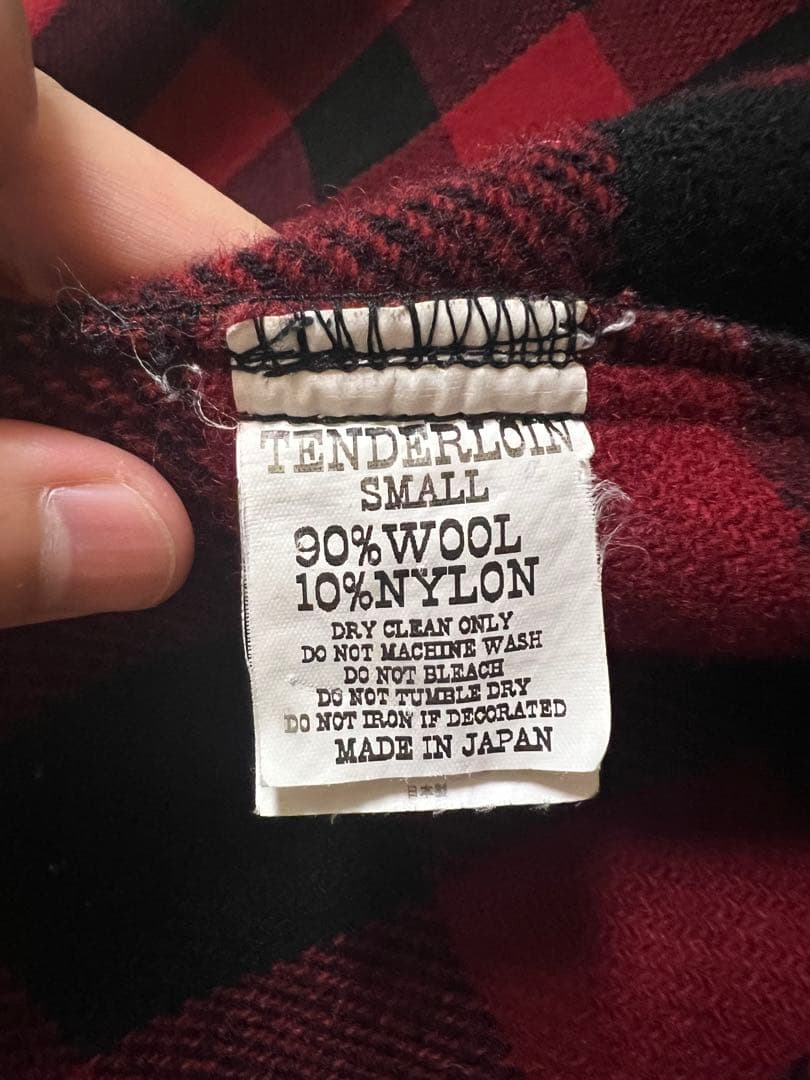 TENDERLOIN
SMALL
90%WOOL
10%NYLON
DRY CLEAN ONLY
DO NOT MACHINE WASH
DO NOT BLEACH
DO NOT TUMBLE DRY
DO NOT IRON IF DECORATED
MADE IN JAPAN
日本製